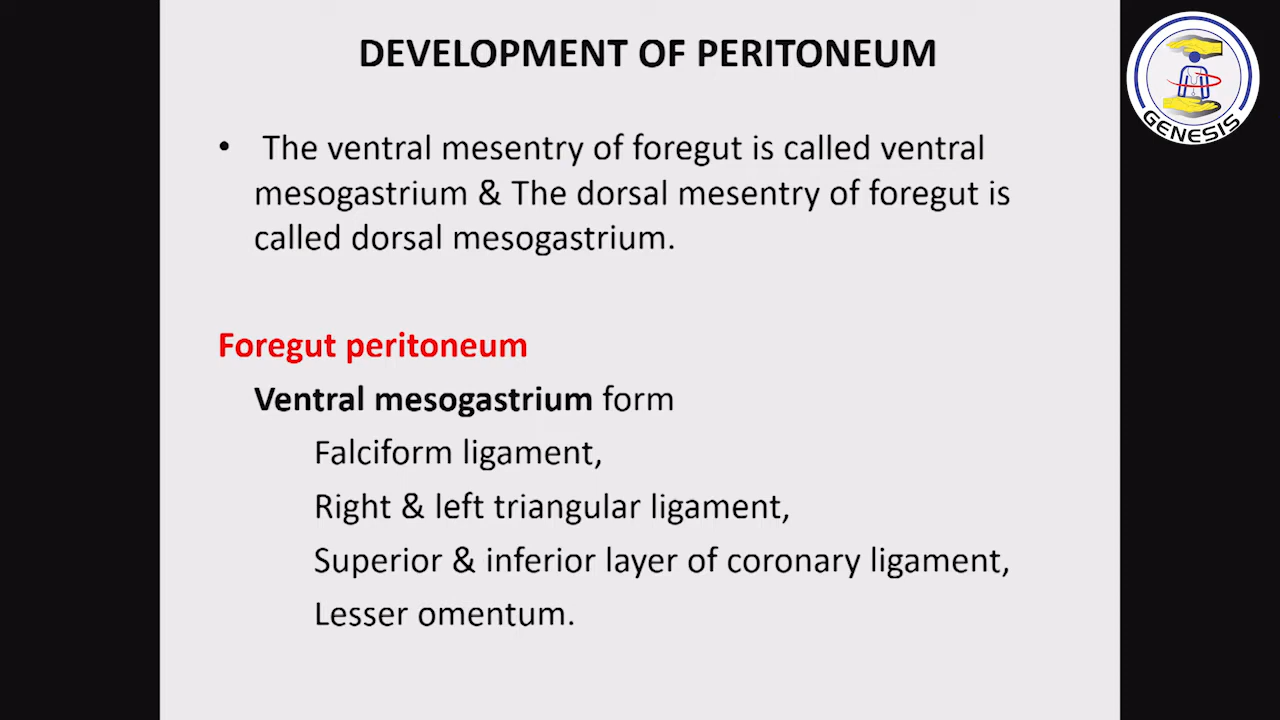 DEVELOPMENT OF PERITONEUM
GENESIS
• The ventral mesentry of foregut is called ventral
mesogastrium & The dorsal mesentry of foregut is
called dorsal mesogastrium.
Foregut peritoneum
Ventral mesogastrium form
Falciform ligament,
Right & left triangular ligament,
Superior & inferior layer of coronary ligament,
Lesser omentum.